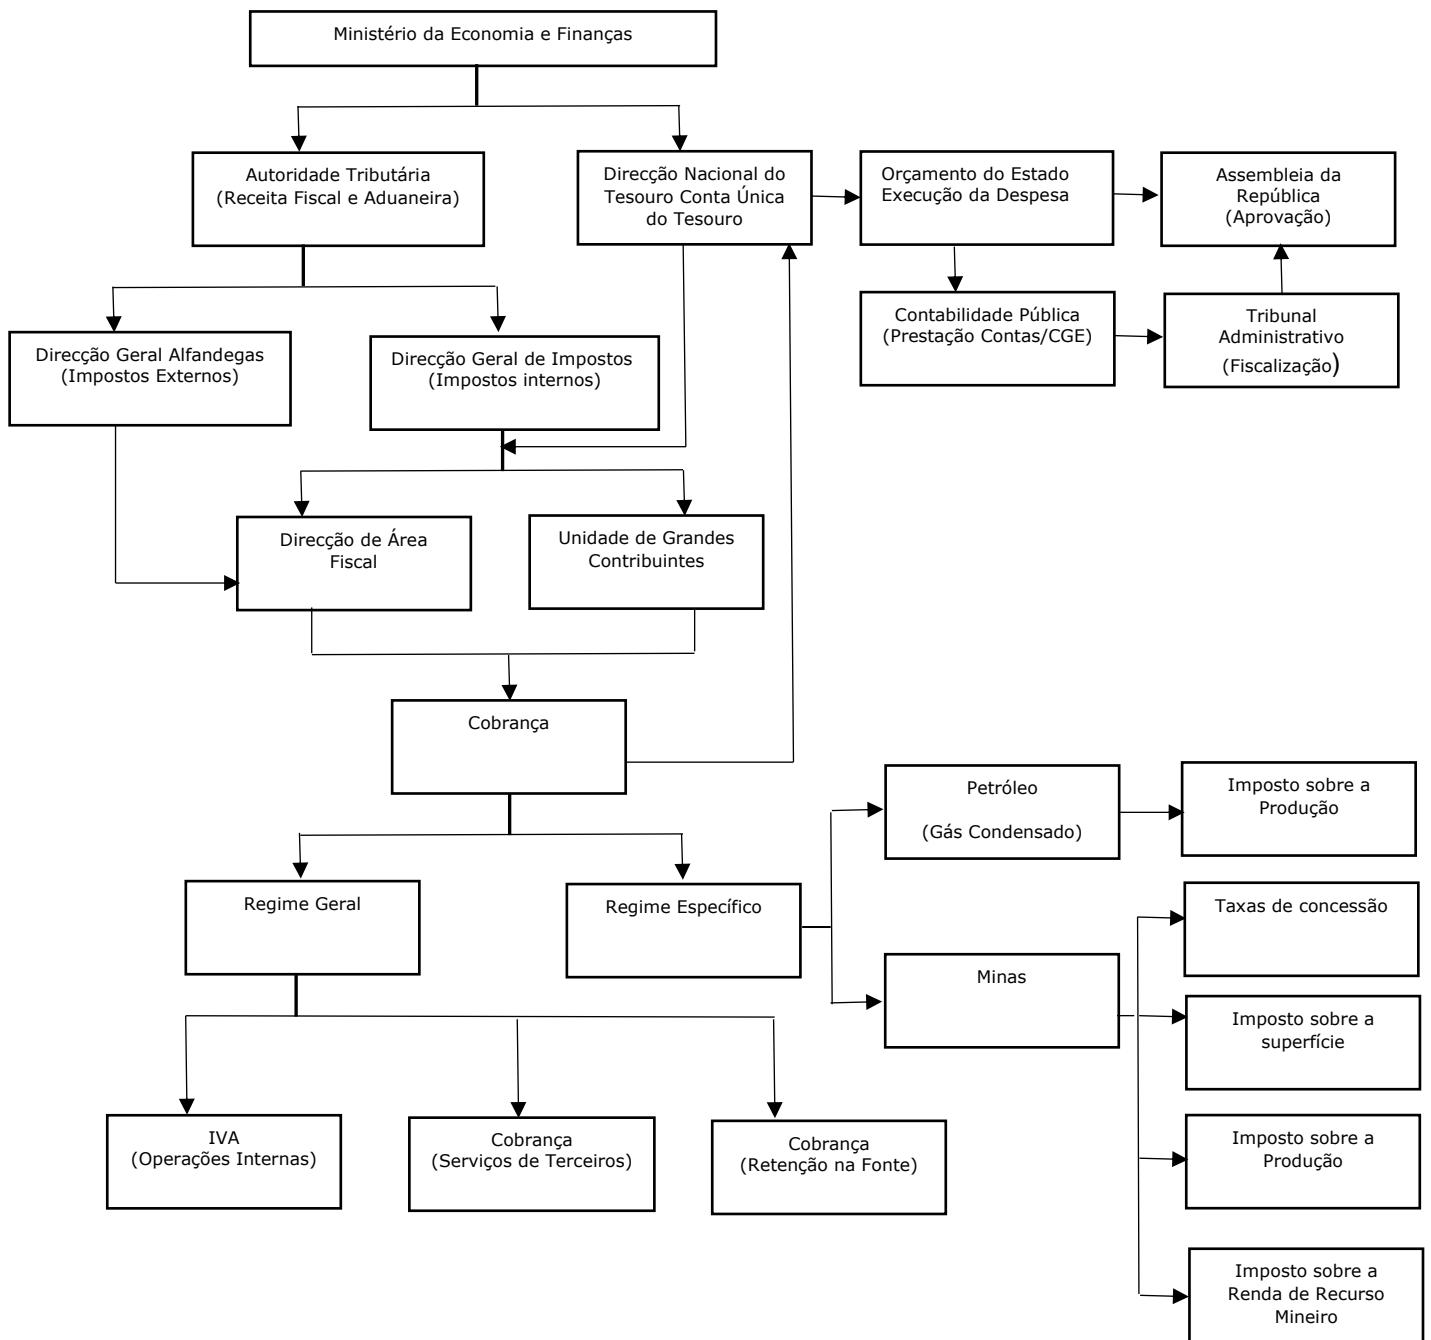 Ministério da Economia e Finanças
Autoridade Tributária
(Receita Fiscal e Aduaneira)
Direcção Nacional do
Tesouro Conta Única
do Tesouro
Orçamento do Estado
Execução da Despesa
Assembleia da
República
(Aprovação)
Contabilidade Pública
(Prestação Contas/CGE)
Tribunal
Administrativo
(Fiscalização)
Direcção Geral Alfandegas
(Impostos Externos)
Direcção Geral de Impostos
(Impostos internos)
Direcção de Área
Fiscal
Unidade de Grandes
Contribuintes
Cobrança
Petróleo
(Gás Condensado)
Imposto sobre a
Produção
Regime Geral
Regime Específico
Taxas de concessão
Minas
Imposto sobre a
superfície
IVA
(Operações Internas)
Cobrança
(Serviços de Terceiros)
Cobrança
(Retenção na Fonte)
Imposto sobre a
Produção
Imposto sobre a
Renda de Recurso
Mineiro